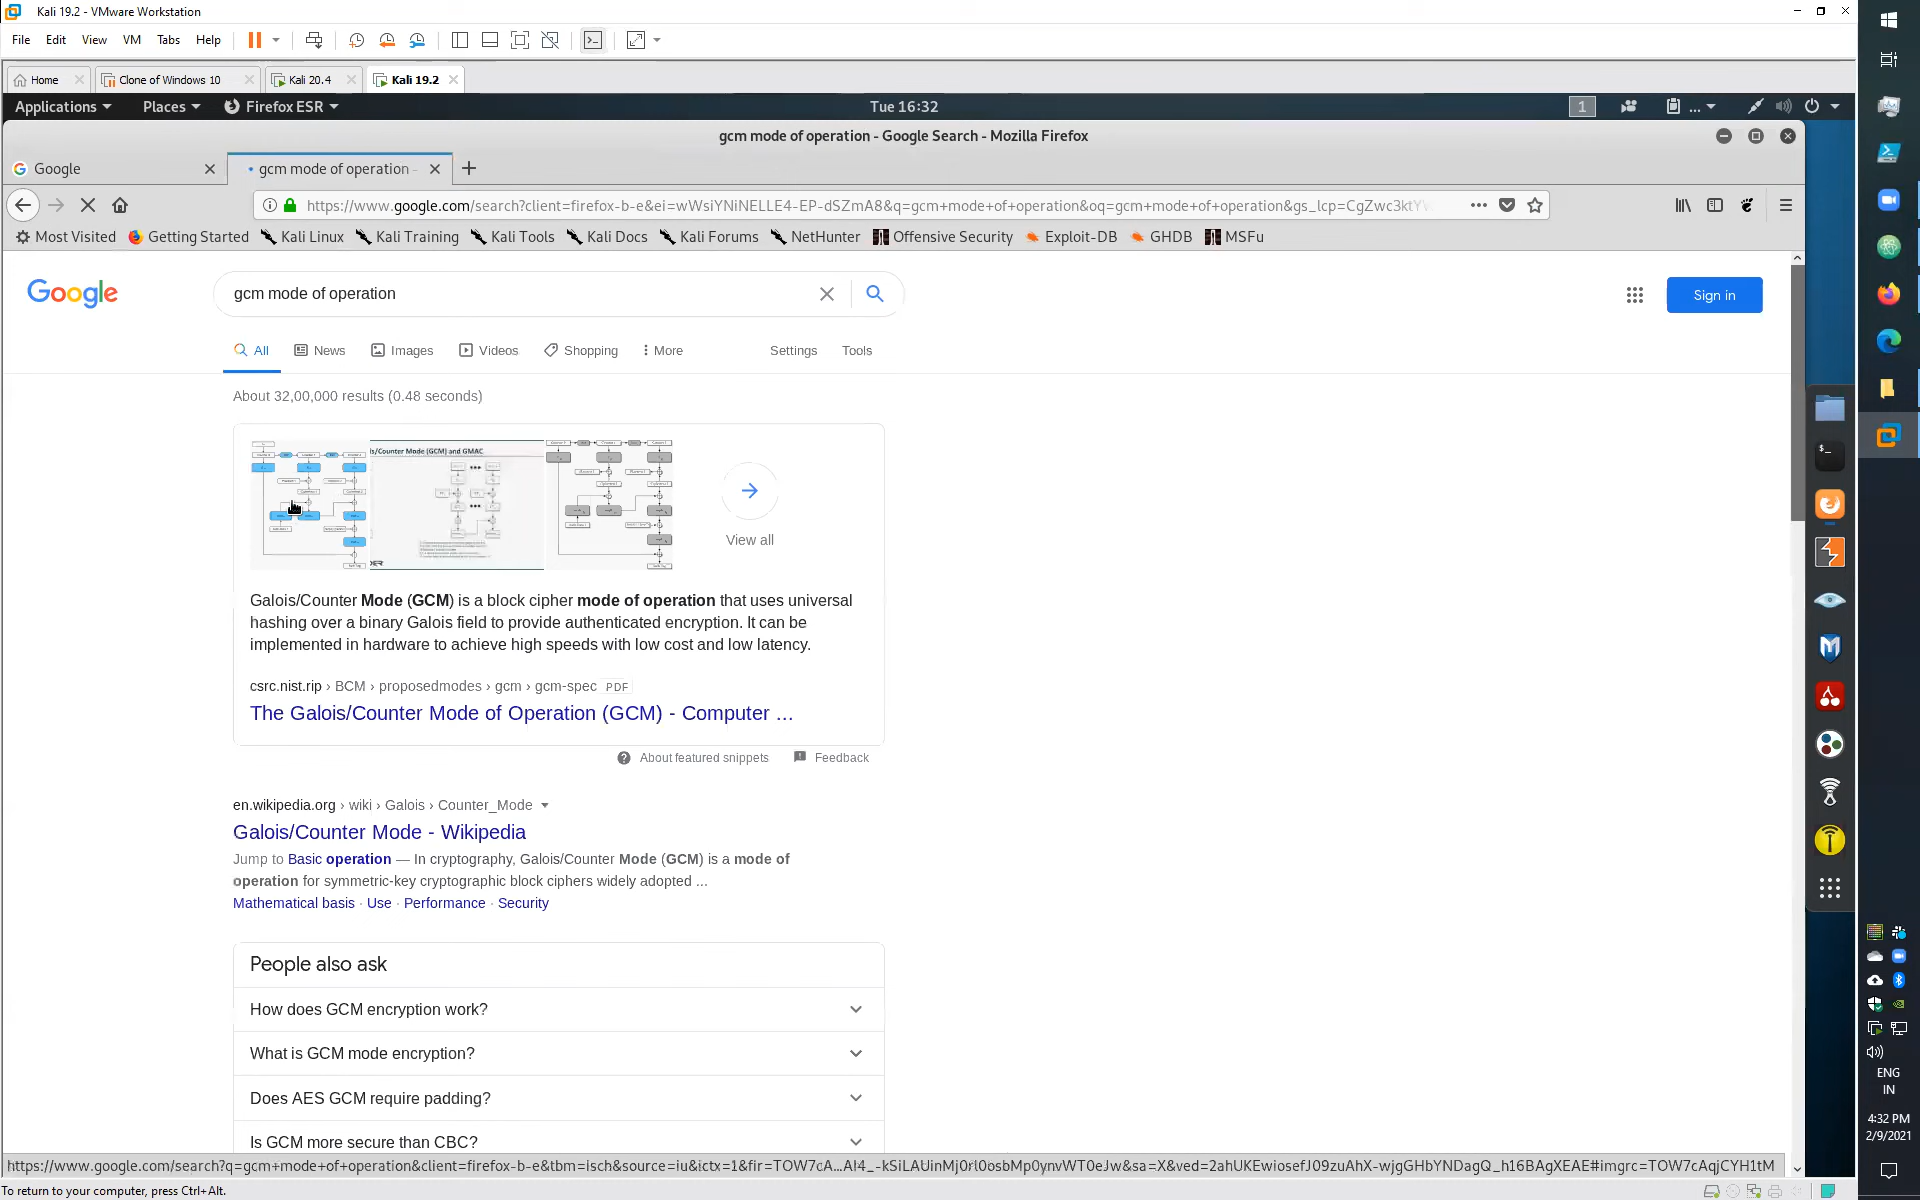 Kali 19.2 - VMware Workstation
File Edit View VM Tabs Help
Home Clone of Windows 10 Kali 20.4 Kali 19.2
Applications Places Firefox ESR Tue 16:32 1 ...
gcm mode of operation - Google Search - Mozilla Firefox
Google gcm mode of operation -
https://www.google.com/search?client=firefox-b-e&ei=wWsiYNiNELLE4-EP-dSZmA8&q=gcm+mode+of+operation&oq=gcm+mode+of+operation&gs_lcp=CgZwc3ktYW
Most Visited Getting Started Kali Linux Kali Training Kali Tools Kali Docs Kali Forums NetHunter Offensive Security Exploit-DB GHDB MSFu
Google gcm mode of operation Sign in
All News Images Videos Shopping More Settings Tools
About 32,00,000 results (0.48 seconds)
s/Counter Mode (GCM) and GMAC
View all
Galois/Counter Mode (GCM) is a block cipher mode of operation that uses universal
hashing over a binary Galois field to provide authenticated encryption. It can be
implemented in hardware to achieve high speeds with low cost and low latency.
csrc.nist.rip › BCM › proposedmodes › gcm › gcm-spec PDF
The Galois/Counter Mode of Operation (GCM) - Computer ...
About featured snippets Feedback
en.wikipedia.org › wiki › Galois › Counter_Mode
Galois/Counter Mode - Wikipedia
Jump to Basic operation — In cryptography, Galois/Counter Mode (GCM) is a mode of
operation for symmetric-key cryptographic block ciphers widely adopted ...
Mathematical basis · Use · Performance · Security
People also ask
How does GCM encryption work?
What is GCM mode encryption?
Does AES GCM require padding?
Is GCM more secure than CBC?
ENG
IN
4:32 PM
2/9/2021
To return to your computer, press Ctrl+Alt.